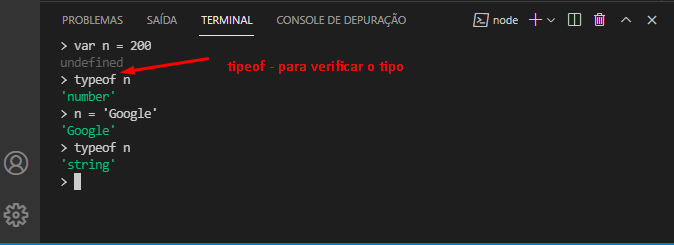 PROBLEMAS SAÍDA TERMINAL CONSOLE DE DEPURAÇÃO node
> var n = 200
undefined
tipeof - para verificar o tipo
> typeof n
'number'
> n = 'Google'
'Google'
> typeof n
'string'
>